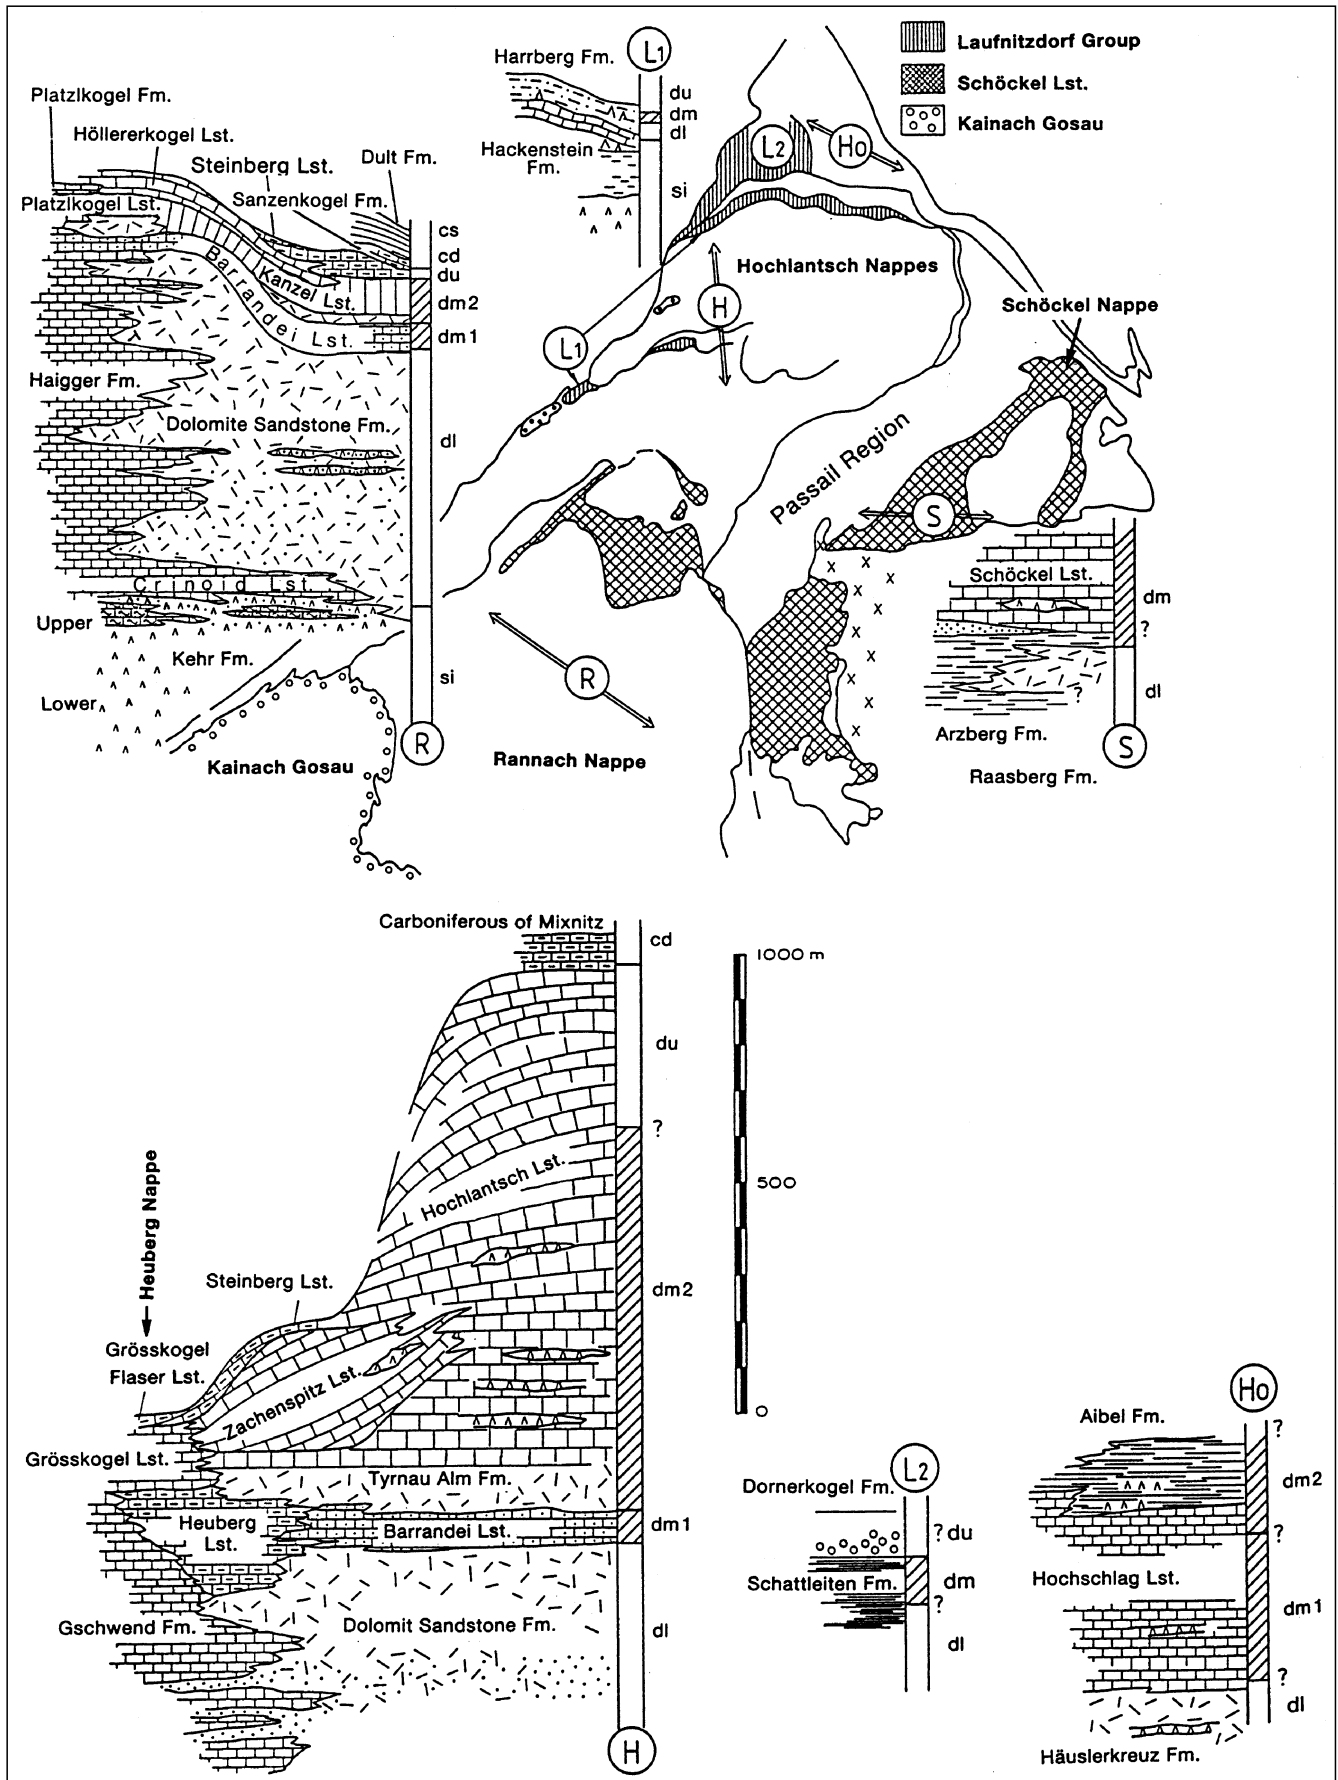 L1
Harrberg Fm.
du
dm
dl
Hackenstein
Fm.
si
Laufnitzdorf Group
Schöckel Lst.
Kainach Gosau
Platzlkogel Fm.
Höllererkogel Lst.
Steinberg Lst.
Dult Fm.
Sanzenkogel Fm.
Platzlkogel Lst.
cs
cd
du
Kanzel Lst.
dm2
Barrandei Lst.
dm1
Haigger Fm.
Dolomite Sandstone Fm.
dl
Crinoid Lst
Upper
Kehr Fm.
si
Lower
Kainach Gosau
R
L2
Ho
Hochlantsch Nappes
H
Schöckel Nappe
L1
Passail Region
S
R
Rannach Nappe
Schöckel Lst.
dm
?
dl
?
Arzberg Fm.
S
Raasberg Fm.
Carboniferous of Mixnitz
cd
du
?
Hochlantsch Lst.
dm2
Heuberg Nappe
Steinberg Lst.
Grösskogel
Flaser Lst.
Zachenspitz Lst.
Grösskogel Lst.
Tyrnau Alm Fm.
Heuberg
Lst.
Barrandei Lst.
dm1
Gschwend Fm.
Dolomit Sandstone Fm.
dl
H
1000 m
500
0
L2
Dornerkogel Fm.
? du
Schattleiten Fm.
dm
?
dl
Ho
Aibel Fm.
?
dm2
?
Hochschlag Lst.
dm1
?
dl
Häuslerkreuz Fm.